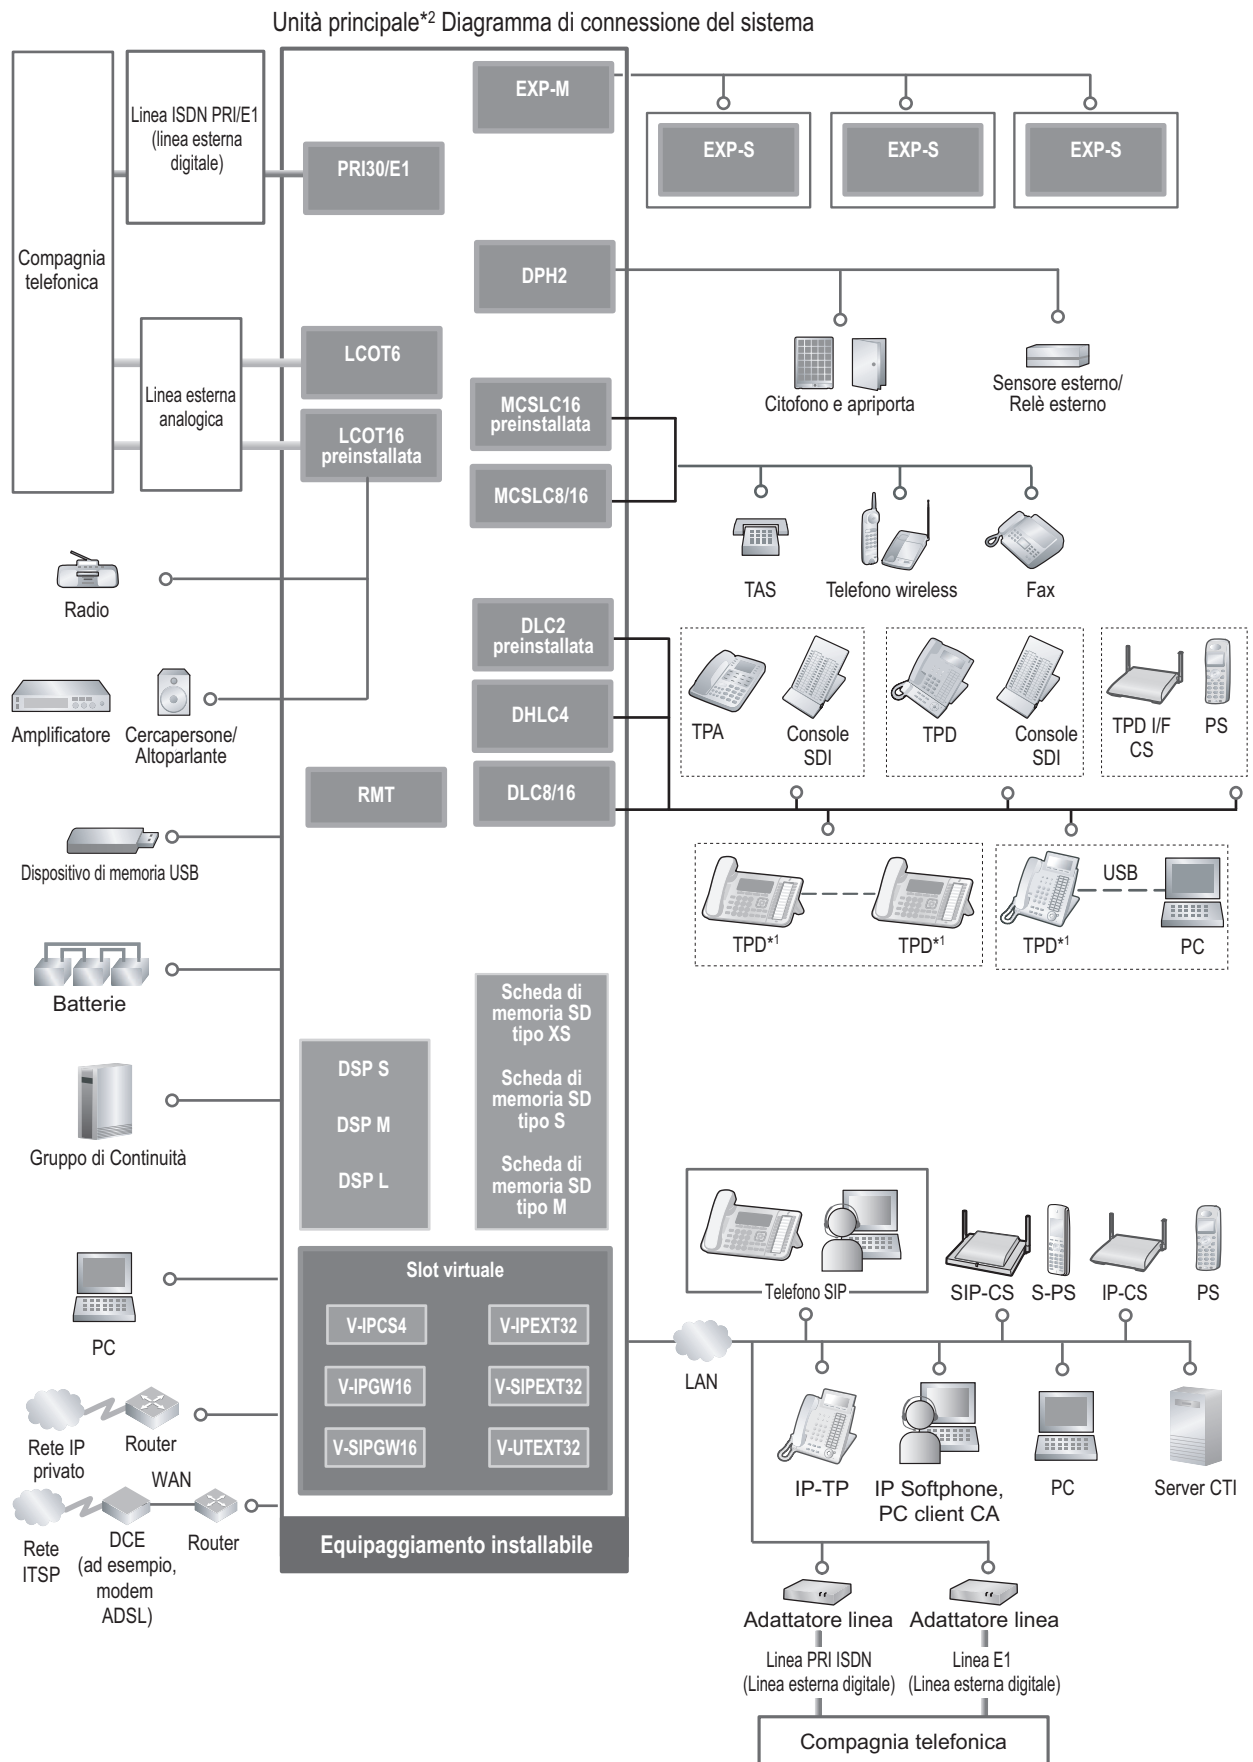 Unità principale*2 Diagramma di connessione del sistema
Compagnia
telefonica
Linea ISDN PRI/E1
(linea esterna
digitale)
Linea esterna
analogica
PRI30/E1
LCOT6
LCOT16
preinstallata
EXP-M
EXP-S
EXP-S
EXP-S
DPH2
Citofono e apriporta
Sensore esterno/
Relè esterno
MCSLC16
preinstallata
MCSLC8/16
TAS
Telefono wireless
Fax
Radio
Amplificatore
Cercapersone/
Altoparlante
DLC2
preinstallata
DHLC4
DLC8/16
RMT
TPA
Console
SDI
TPD
Console
SDI
TPD I/F
CS
PS
TPD*1
TPD*1
TPD*1
USB
PC
Dispositivo di memoria USB
Batterie
Gruppo di Continuità
PC
DSP S
DSP M
DSP L
Scheda di
memoria SD
tipo XS
Scheda di
memoria SD
tipo S
Scheda di
memoria SD
tipo M
Slot virtuale
V-IPCS4
V-IPEXT32
V-IPGW16
V-SIPEXT32
V-SIPGW16
V-UTEXT32
Equipaggiamento installabile
Rete IP
privato
Router
WAN
Rete
ITSP
DCE
(ad esempio,
modem
ADSL)
Router
Telefono SIP
SIP-CS
S-PS
IP-CS
PS
LAN
IP-TP
IP Softphone,
PC client CA
PC
Server CTI
Adattatore linea
Adattatore linea
Linea PRI ISDN
(Linea esterna digitale)
Linea E1
(Linea esterna digitale)
Compagnia telefonica